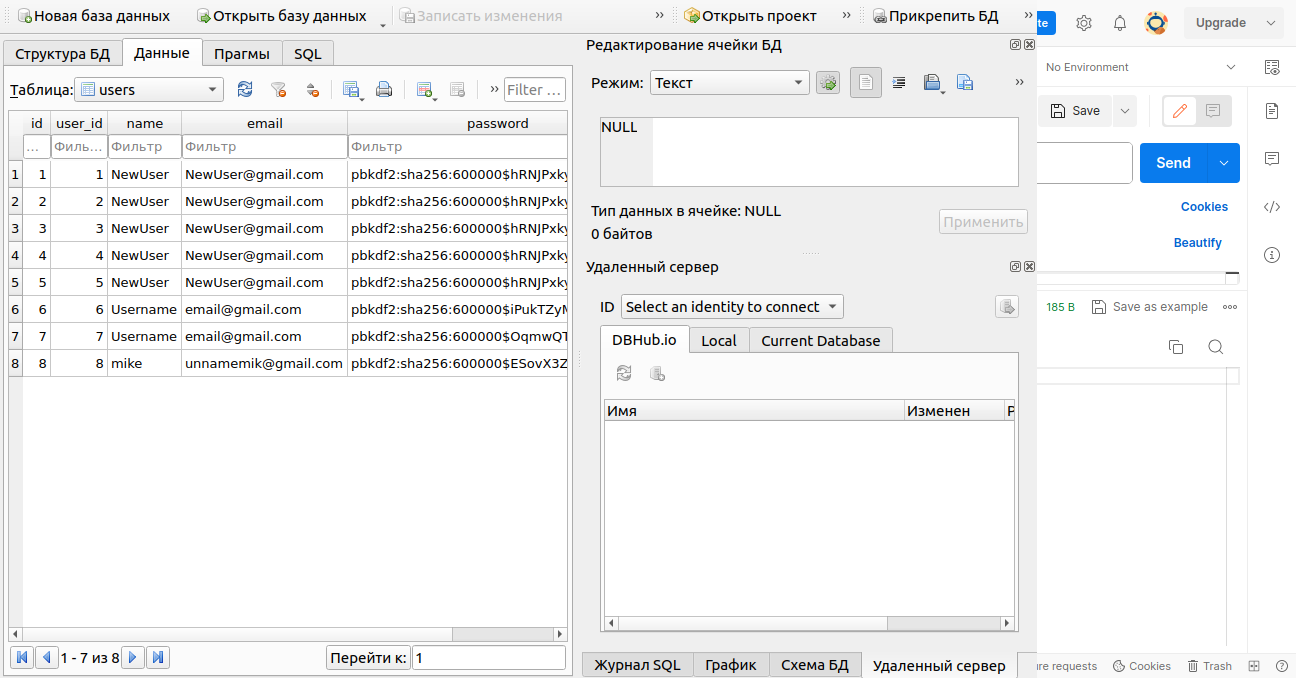 Новая база данных Открыть базу данных Записать изменения » Открыть проект » Прикрепить БД »
Структура БД Данные Прагмы SQL
Таблица: users » Filter ...
id user_id name email password
... Филь... Фильтр Фильтр Фильтр
1 1 1 NewUser NewUser@gmail.com pbkdf2:sha256:600000$hRNJPxky
2 2 2 NewUser NewUser@gmail.com pbkdf2:sha256:600000$hRNJPxky
3 3 3 NewUser NewUser@gmail.com pbkdf2:sha256:600000$hRNJPxky
4 4 4 NewUser NewUser@gmail.com pbkdf2:sha256:600000$hRNJPxky
5 5 5 NewUser NewUser@gmail.com pbkdf2:sha256:600000$hRNJPxky
6 6 6 Username email@gmail.com pbkdf2:sha256:600000$iPukTZyM
7 7 7 Username email@gmail.com pbkdf2:sha256:600000$OqmwQT
8 8 8 mike unnamemik@gmail.com pbkdf2:sha256:600000$ESovX3Z
1 - 7 из 8 Перейти к: 1
Редактирование ячейки БД
Режим: Текст »
NULL
Тип данных в ячейке: NULL
0 байтов
Применить
Удаленный сервер
ID Select an identity to connect
DBHub.io Local Current Database
Имя Изменен Р
Журнал SQL График Схема БД Удаленный сервер
te Upgrade
No Environment
Save
Send
Cookies
Beautify
185 B Save as example
re requests Cookies Trash